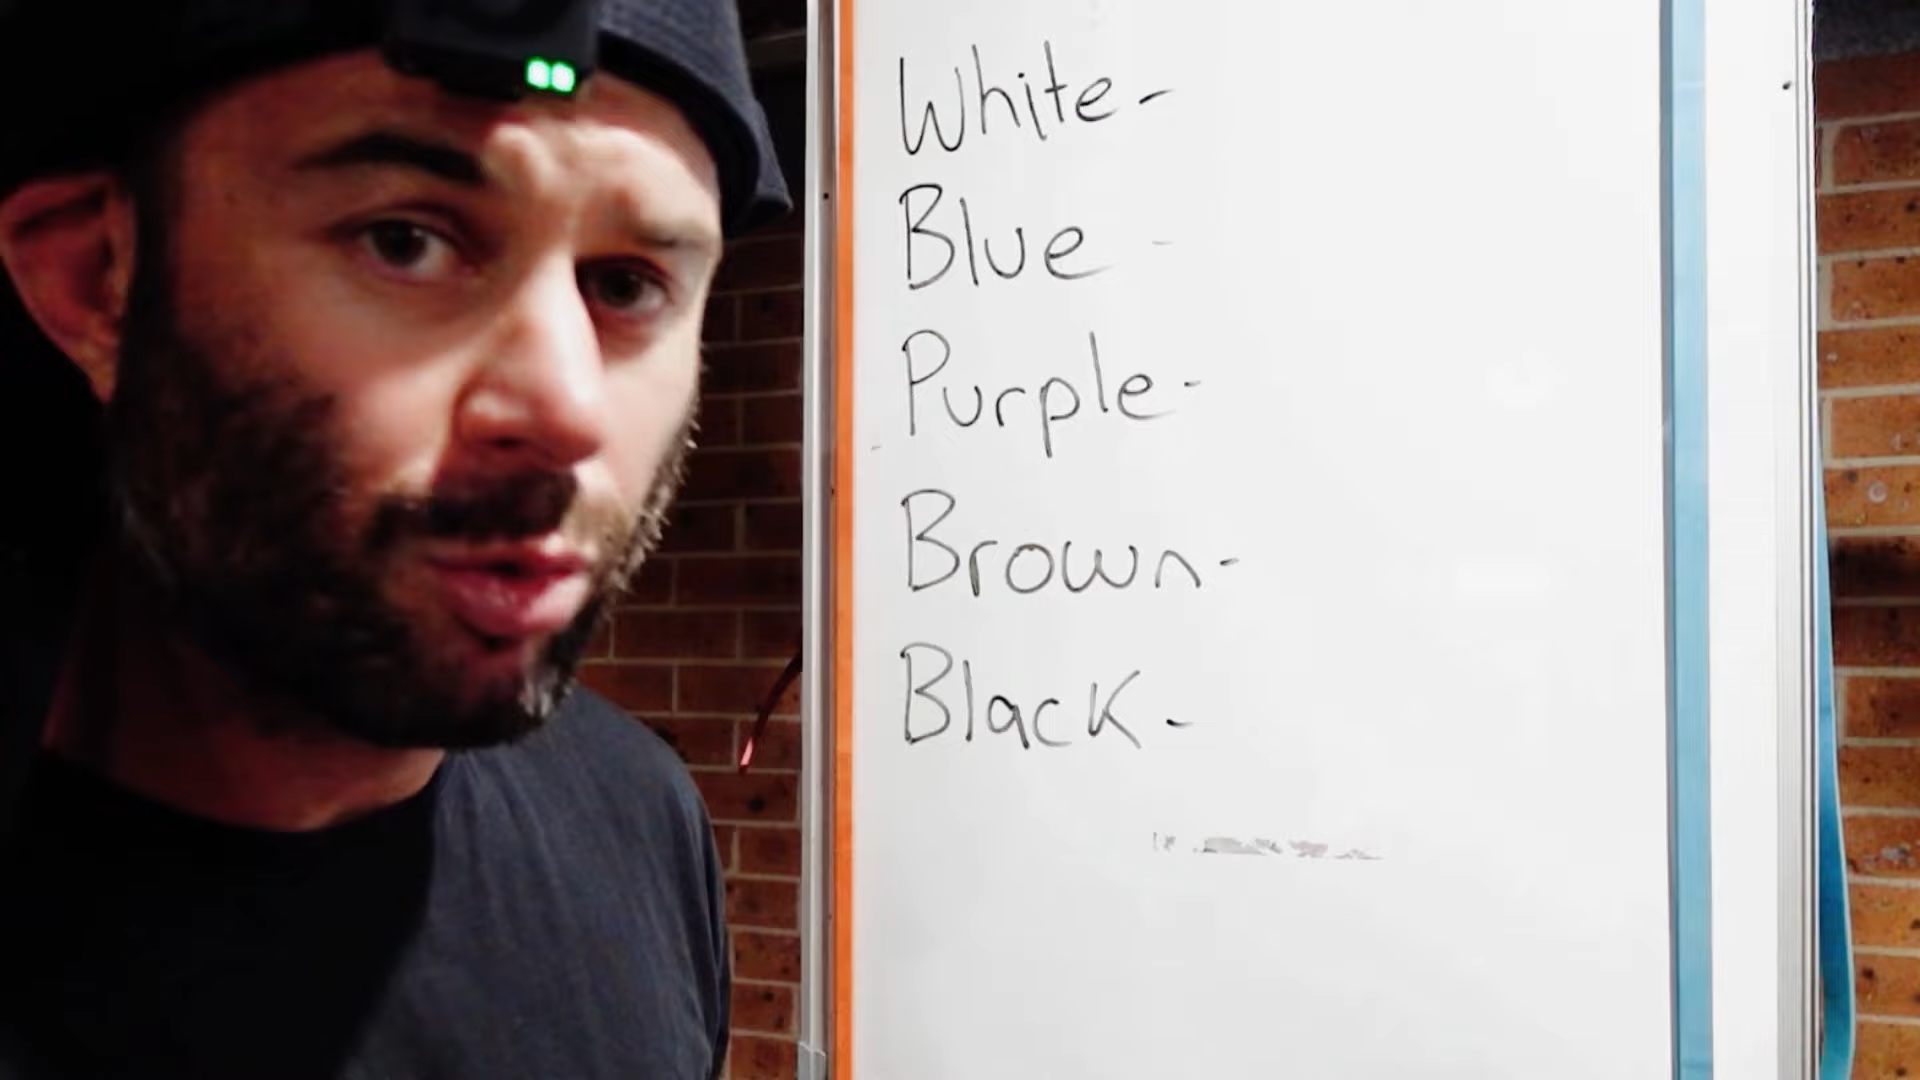 White-
Blue -
Purple-
Brown-
Black-